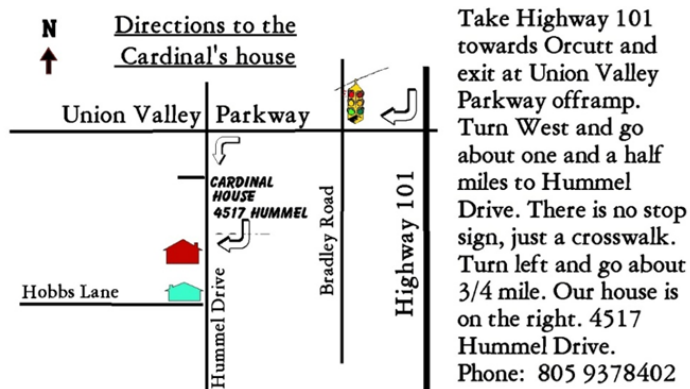 N
Directions to the
Cardinal's house
Union Valley Parkway
CARDINAL
HOUSE
4517 HUMMEL
Hobbs Lane
Hummel Drive
Bradley Road
Highway 101
Take Highway 101
towards Orcutt and
exit at Union Valley
Parkway offramp.
Turn West and go
about one and a half
miles to Hummel
Drive. There is no stop
sign, just a crosswalk.
Turn left and go about
3/4 mile. Our house is
on the right. 4517
Hummel Drive.
Phone: 805 9378402